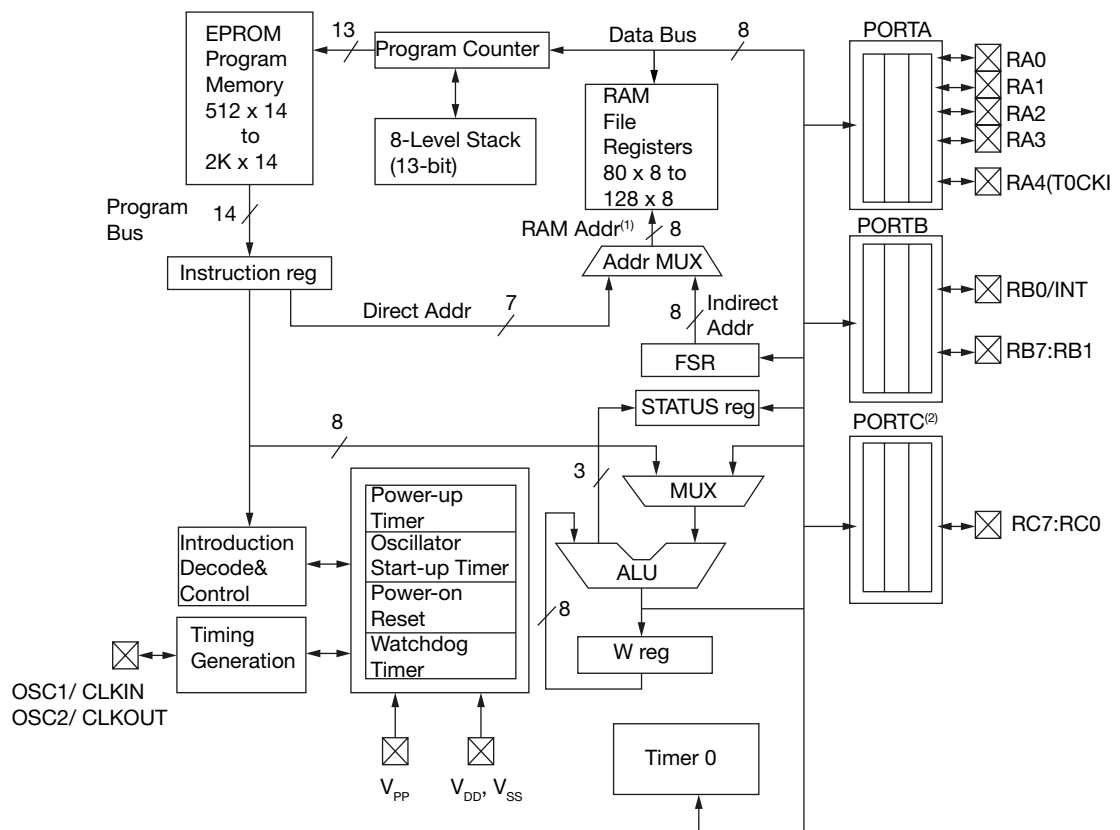 EPROM
Program
Memory
512 x 14
to
2K x 14
13
Program Counter
8-Level Stack
(13-bit)
Data Bus
8
RAM
File
Registers
80 x 8 to
128 x 8
RAM Addr(1)
8
Addr MUX
Program
Bus
14
Instruction reg
Direct Addr
7
8
Indirect
Addr
FSR
STATUS reg
8
3
MUX
ALU
8
W reg
Power-up
Timer
Oscillator
Start-up Timer
Power-on
Reset
Watchdog
Timer
Introduction
Decode&
Control
Timing
Generation
OSC1/ CLKIN
OSC2/ CLKOUT
VPP
VDD, VSS
Timer 0
PORTA
RA0
RA1
RA2
RA3
RA4(T0CKI
PORTB
RB0/INT
RB7:RB1
PORTC(2)
RC7:RC0